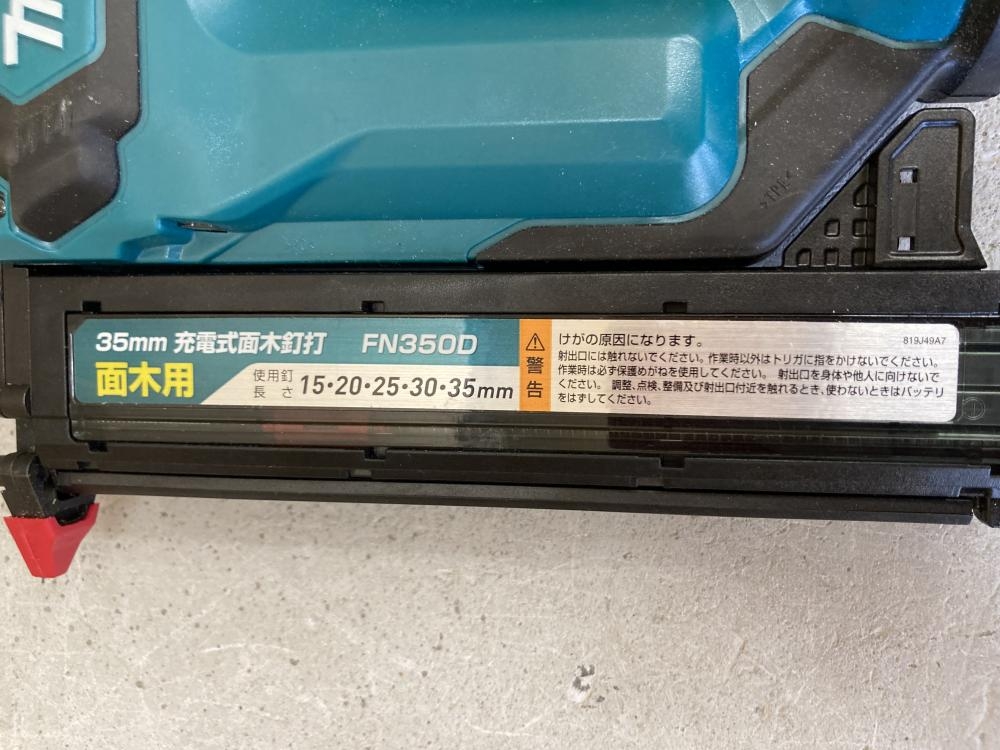 35mm 充電式面木釘打 FN350D
面木用
使用釘
長さ
15・20・25・30・35mm
警告
けがの原因になります。
819J49A7
射出口には触れないでください。作業時以外はトリガに指をかけないでください。
作業時は必ず保護めがねを使用してください。 射出口を身体や他人に向けないで
ください。 調整、点検、整備及び射出口付近を触れるとき、使わないときはバッテリ
をはずしてください。
>TPE<